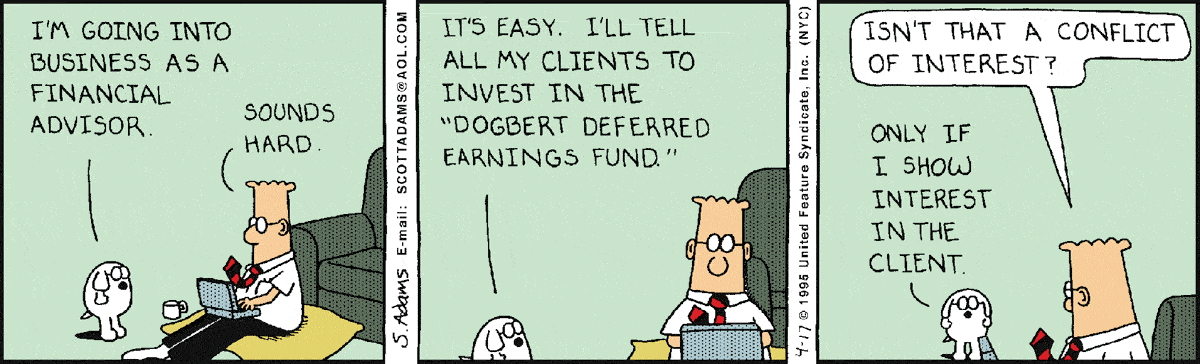 I'M GOING INTO
BUSINESS AS A
FINANCIAL
ADVISOR.
SOUNDS
HARD.
S. Adams E-mail: SCOTTADAMS@AOL.COM
IT'S EASY. I'LL TELL
ALL MY CLIENTS TO
INVEST IN THE
"DOGBERT DEFERRED
EARNINGS FUND."
4-17 © 1995 United Feature Syndicate, Inc. (NYC)
ISN'T THAT A CONFLICT
OF INTEREST?
ONLY IF
I SHOW
INTEREST
IN THE
CLIENT.